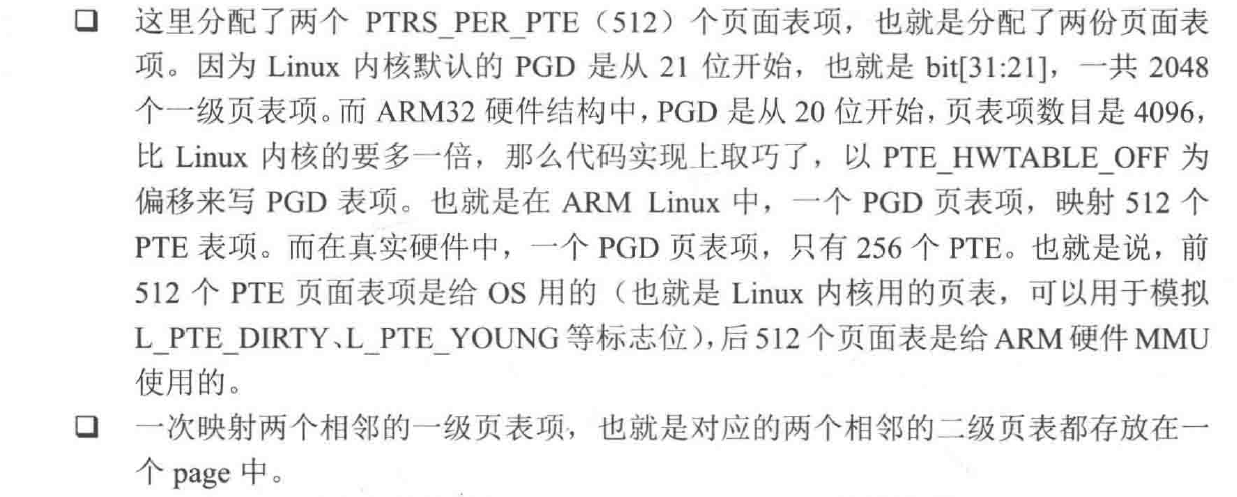 ❑ 这里分配了两个 PTRS_PER_PTE（512）个页面表项，也就是分配了两份页面表
项。因为 Linux 内核默认的 PGD 是从 21 位开始，也就是 bit[31:21]，一共 2048
个一级页表项。而 ARM32 硬件结构中，PGD 是从 20 位开始，页表项数目是 4096，
比 Linux 内核的要多一倍，那么代码实现上取巧了，以 PTE_HWTABLE_OFF 为
偏移来写 PGD 表项。也就是在 ARM Linux 中，一个 PGD 页表项，映射 512 个
PTE 表项。而在真实硬件中，一个 PGD 页表项，只有 256 个 PTE。也就是说，前
512 个 PTE 页面表项是给 OS 用的（也就是 Linux 内核用的页表，可以用于模拟
L_PTE_DIRTY、L_PTE_YOUNG 等标志位），后 512 个页面表是给 ARM 硬件 MMU
使用的。
❑ 一次映射两个相邻的一级页表项，也就是对应的两个相邻的二级页表都存放在一
个 page 中。